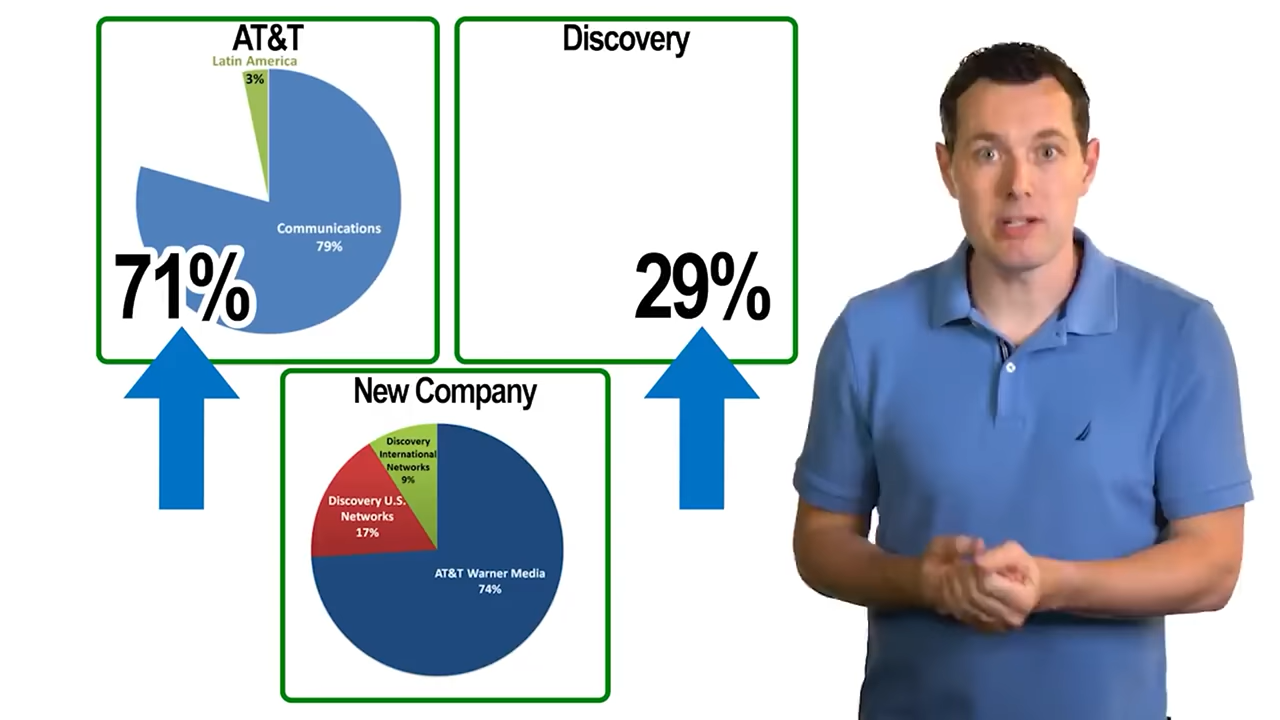 AT&T
Latin America
3%
Communications
79%
71%
Discovery
29%
New Company
Discovery
International
Networks
9%
Discovery U.S.
Networks
17%
AT&T Warner Media
74%